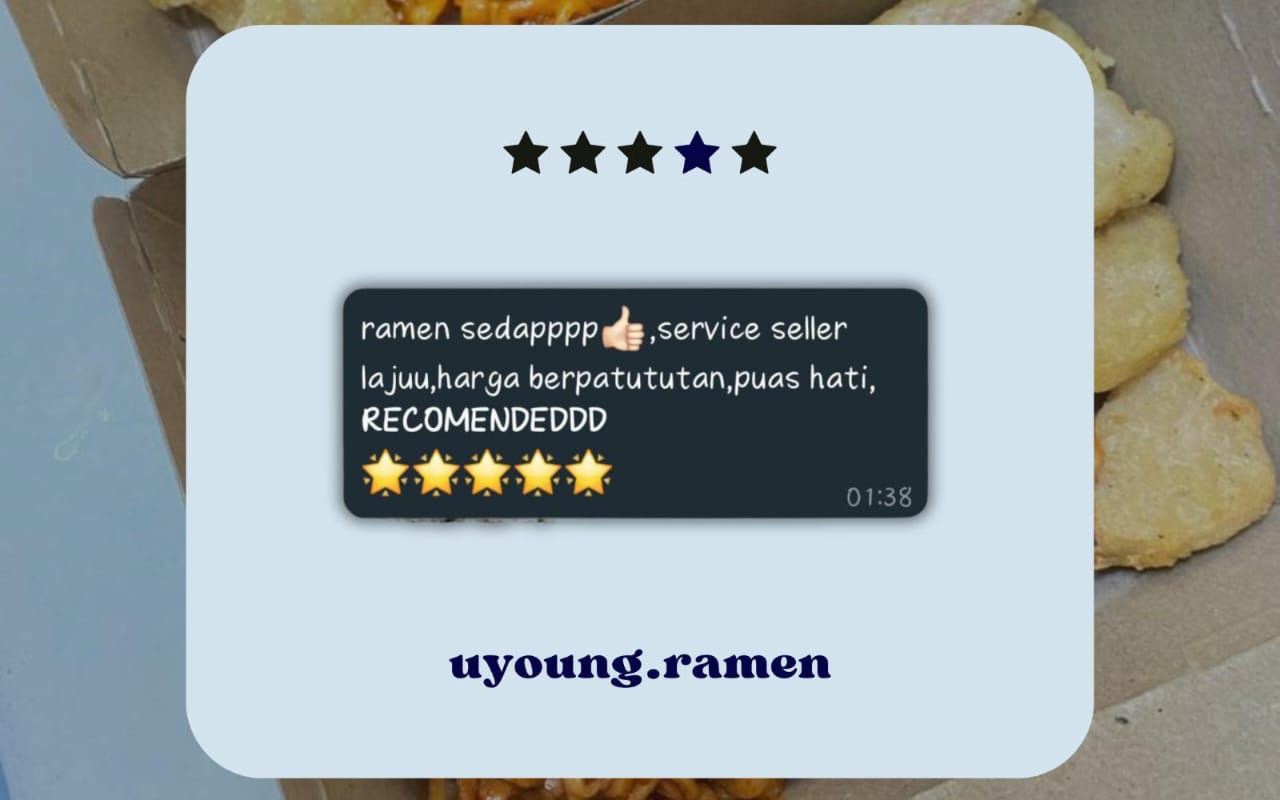 ramen sedapppp👍🏻,service seller
lajuu,harga berpatututan,puas hati,
RECOMENDEDDD
🌟🌟🌟🌟🌟
01:38
uyoung.ramen